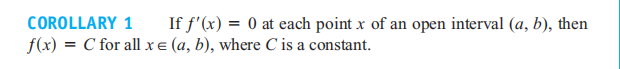 COROLLARY 1 If f′(x) = 0 at each point x of an open interval (a, b), then
f(x) = C for all x ∈ (a, b), where C is a constant.